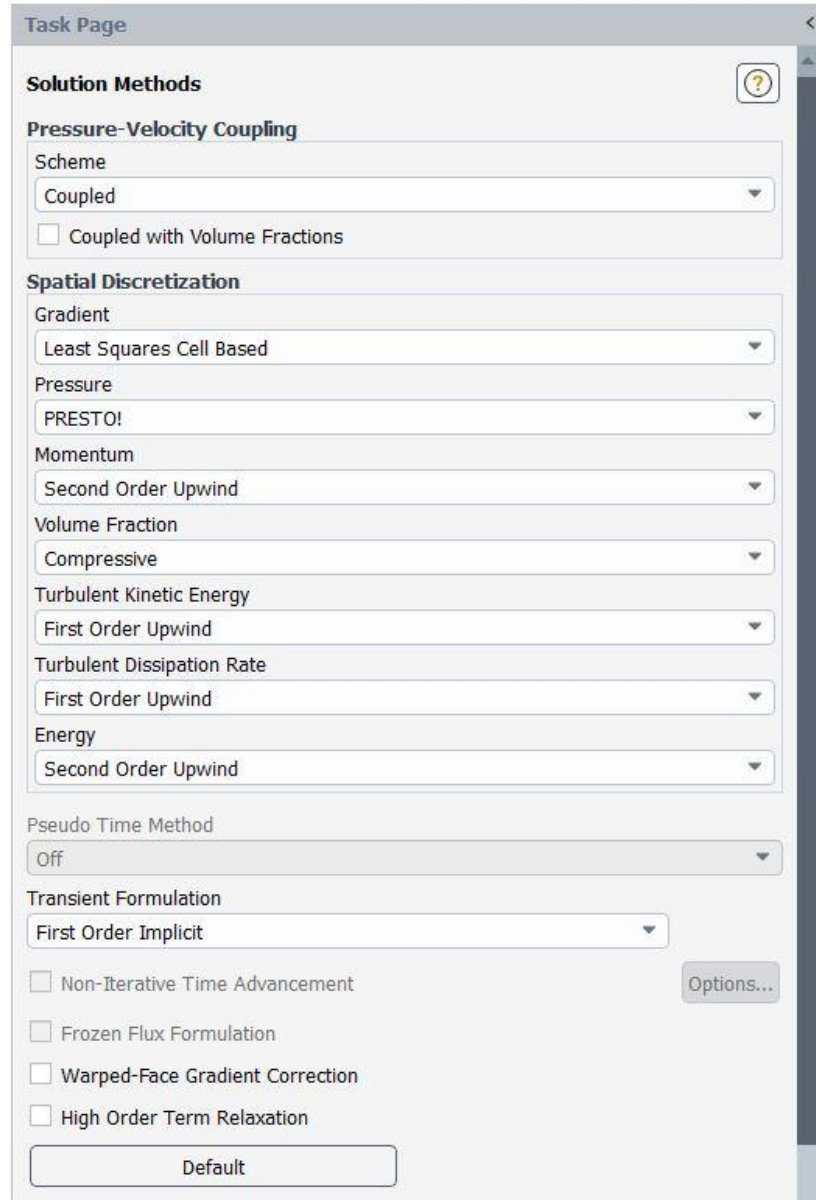 Task Page
Solution Methods
Pressure-Velocity Coupling
Scheme
Coupled
Coupled with Volume Fractions
Spatial Discretization
Gradient
Least Squares Cell Based
Pressure
PRESTO!
Momentum
Second Order Upwind
Volume Fraction
Compressive
Turbulent Kinetic Energy
First Order Upwind
Turbulent Dissipation Rate
First Order Upwind
Energy
Second Order Upwind
Pseudo Time Method
Off
Transient Formulation
First Order Implicit
Non-Iterative Time Advancement Options...
Frozen Flux Formulation
Warped-Face Gradient Correction
High Order Term Relaxation
Default